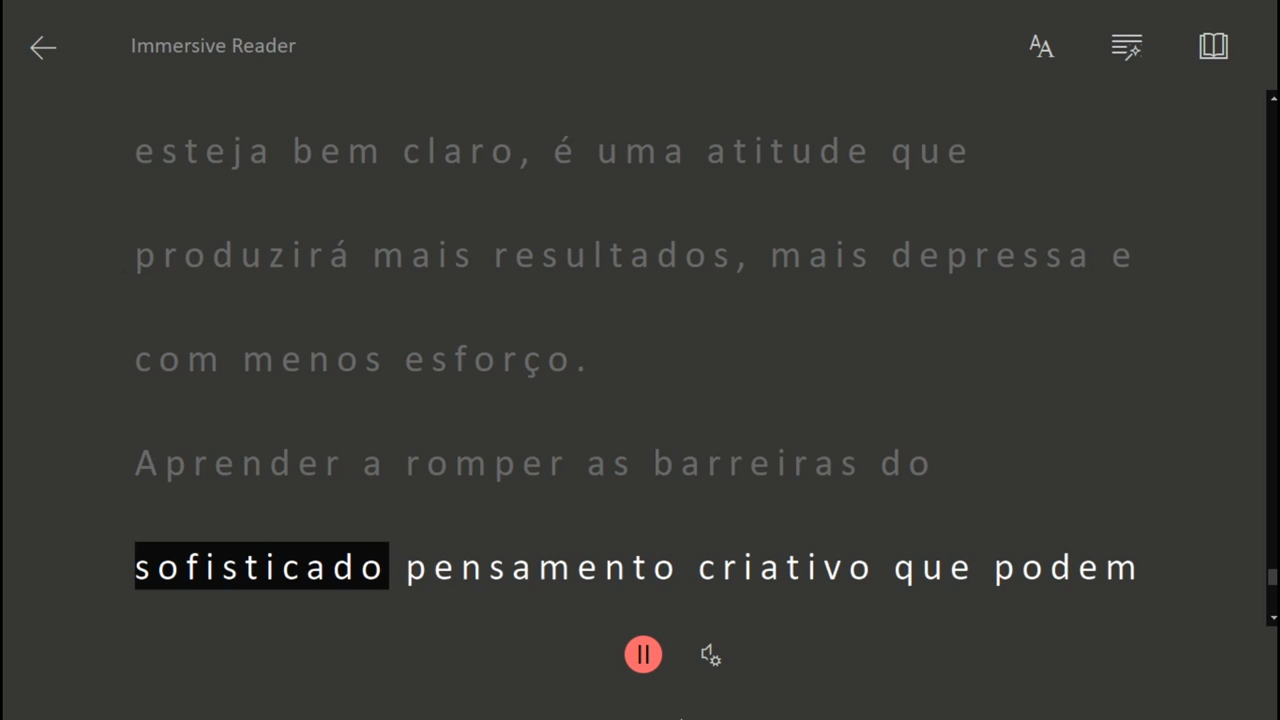 Immersive Reader
esteja bem claro, é uma atitude que
produzirá mais resultados, mais depressa e
com menos esforço.
Aprender a romper as barreiras do
sofisticado pensamento criativo que podem